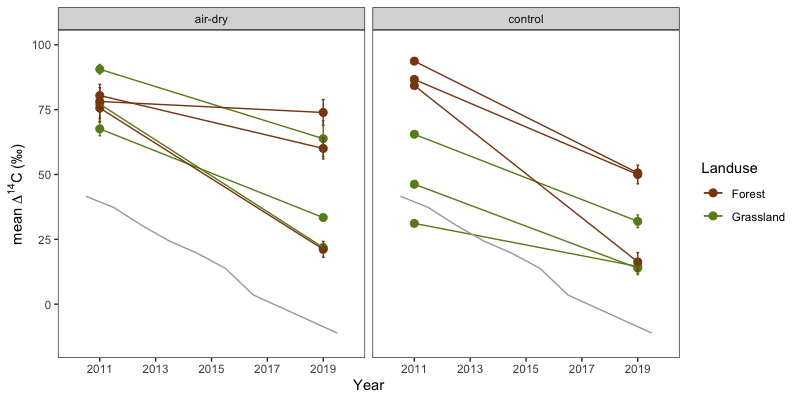 air-dry
control
100
75
50
25
0
mean Δ¹⁴C (‰)
2011 2013 2015 2017 2019
2011 2013 2015 2017 2019
Year
Landuse
Forest
Grassland